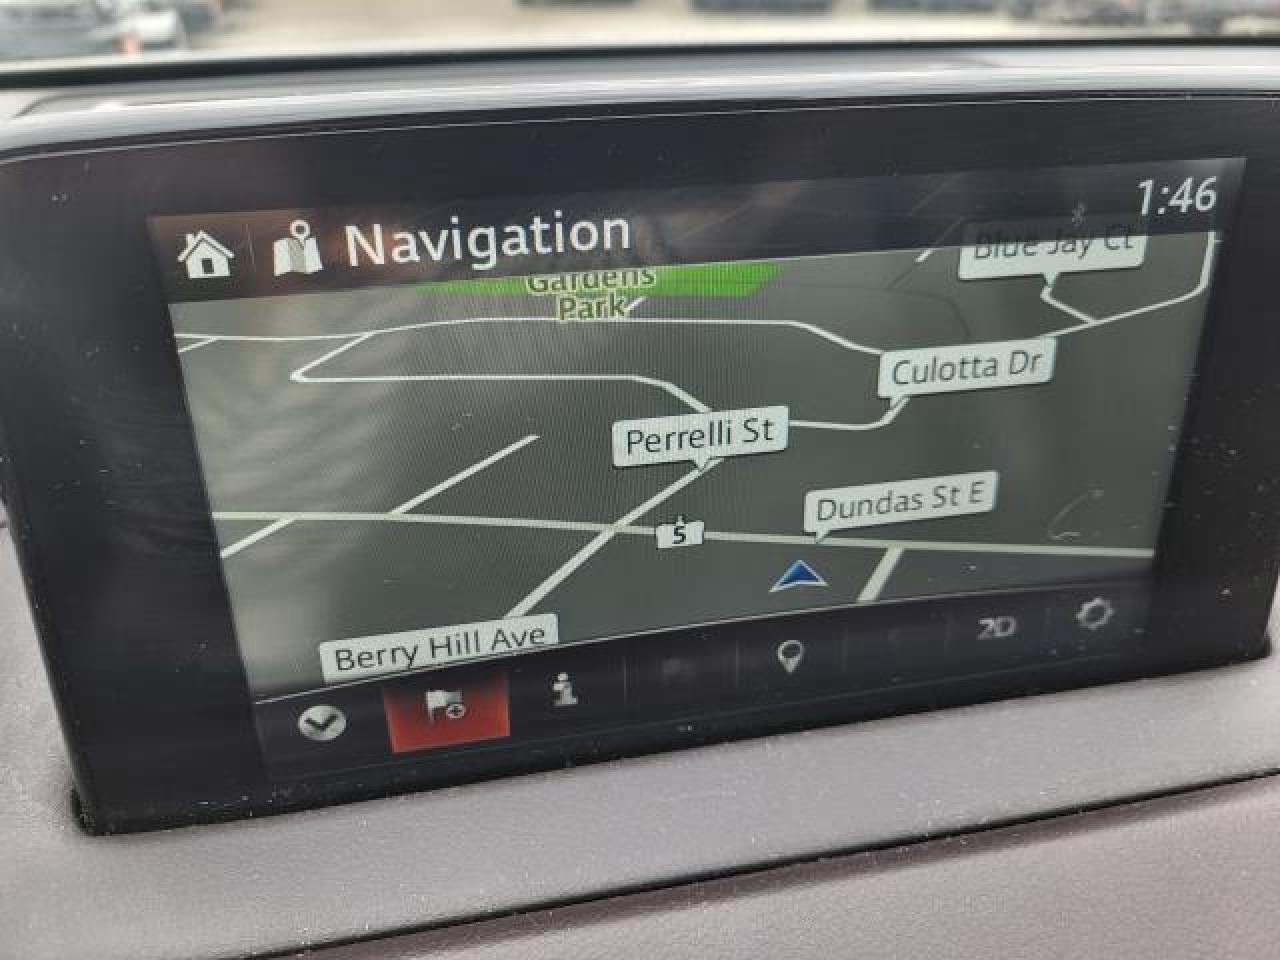 Navigation
1:46
Blue Jay Ct
Gardens
Park
Culotta Dr
Perrelli St
Dundas St E
5
Berry Hill Ave
2D